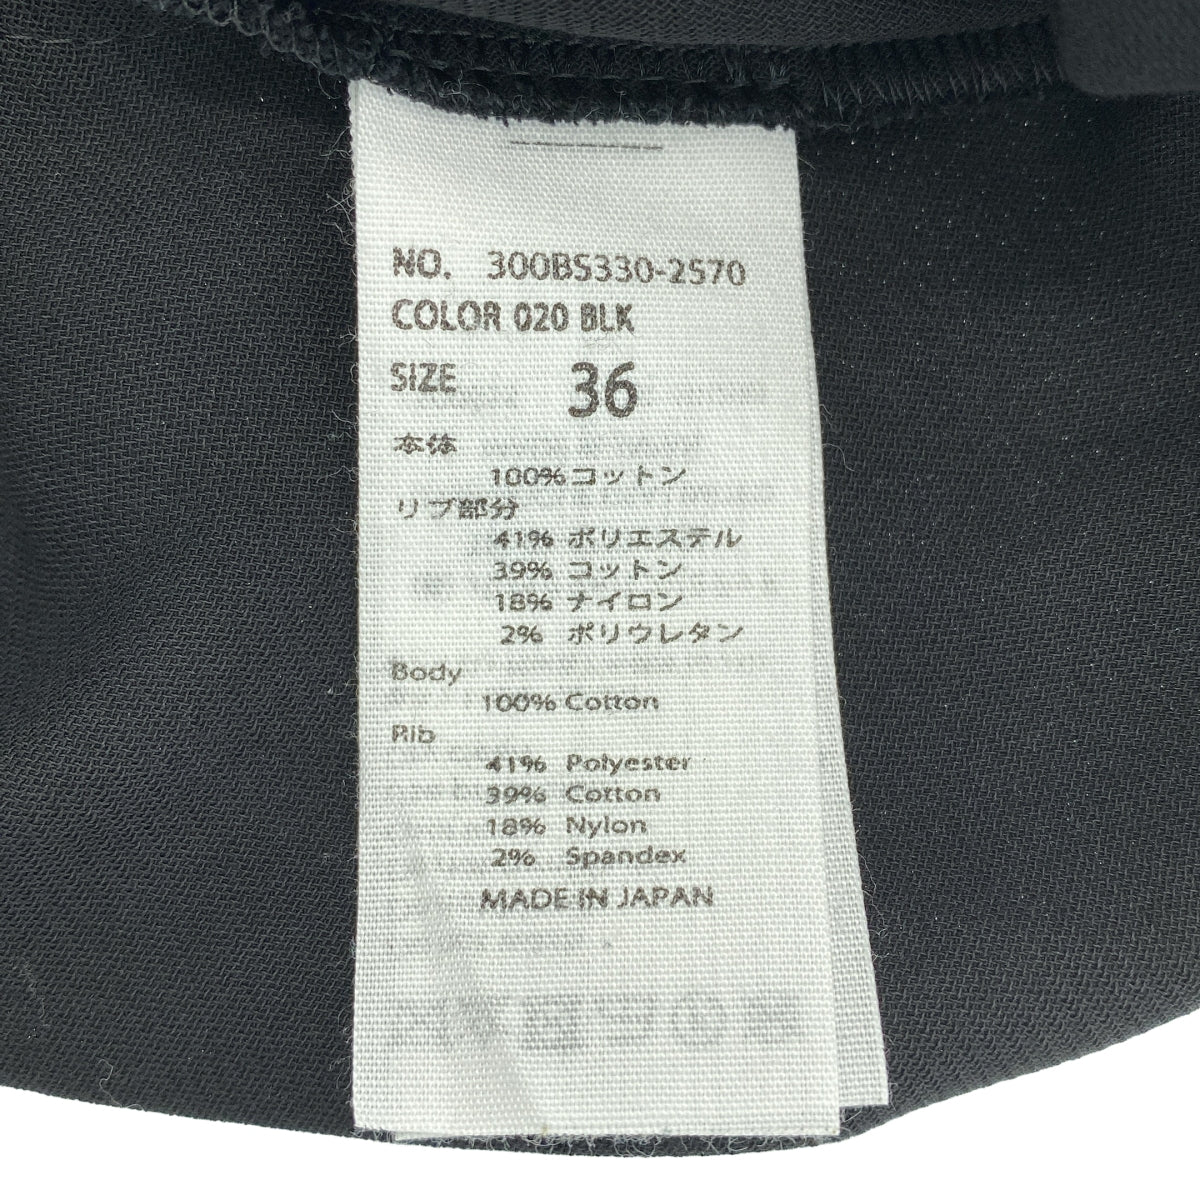 NO. 300BS330-2570
COLOR 020 BLK
SIZE 36
本体
100% コットン
リブ部分
41% ポリエステル
39% コットン
18% ナイロン
2% ポリウレタン
Body
100% Cotton
Rib
41% Polyester
39% Cotton
18% Nylon
2% Spandex
MADE IN JAPAN